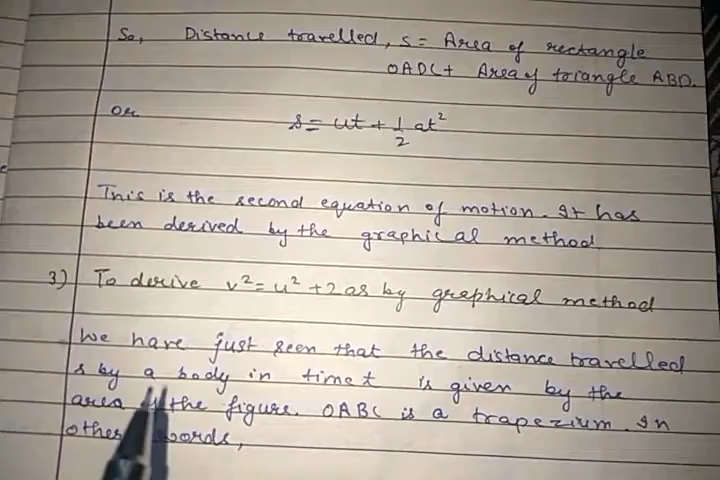 So, Distance travelled, s = Area of rectangle
OADC + Area of triangle ABD.
or
s = ut + 1/2 at²
This is the second equation of motion. It has
been derived by the graphical method
3) To derive v² = u² + 2as by graphical method
We have just seen that the distance travelled
s by a body in time t is given by the
area of the figure. OABC is a trapezium. In
other words,